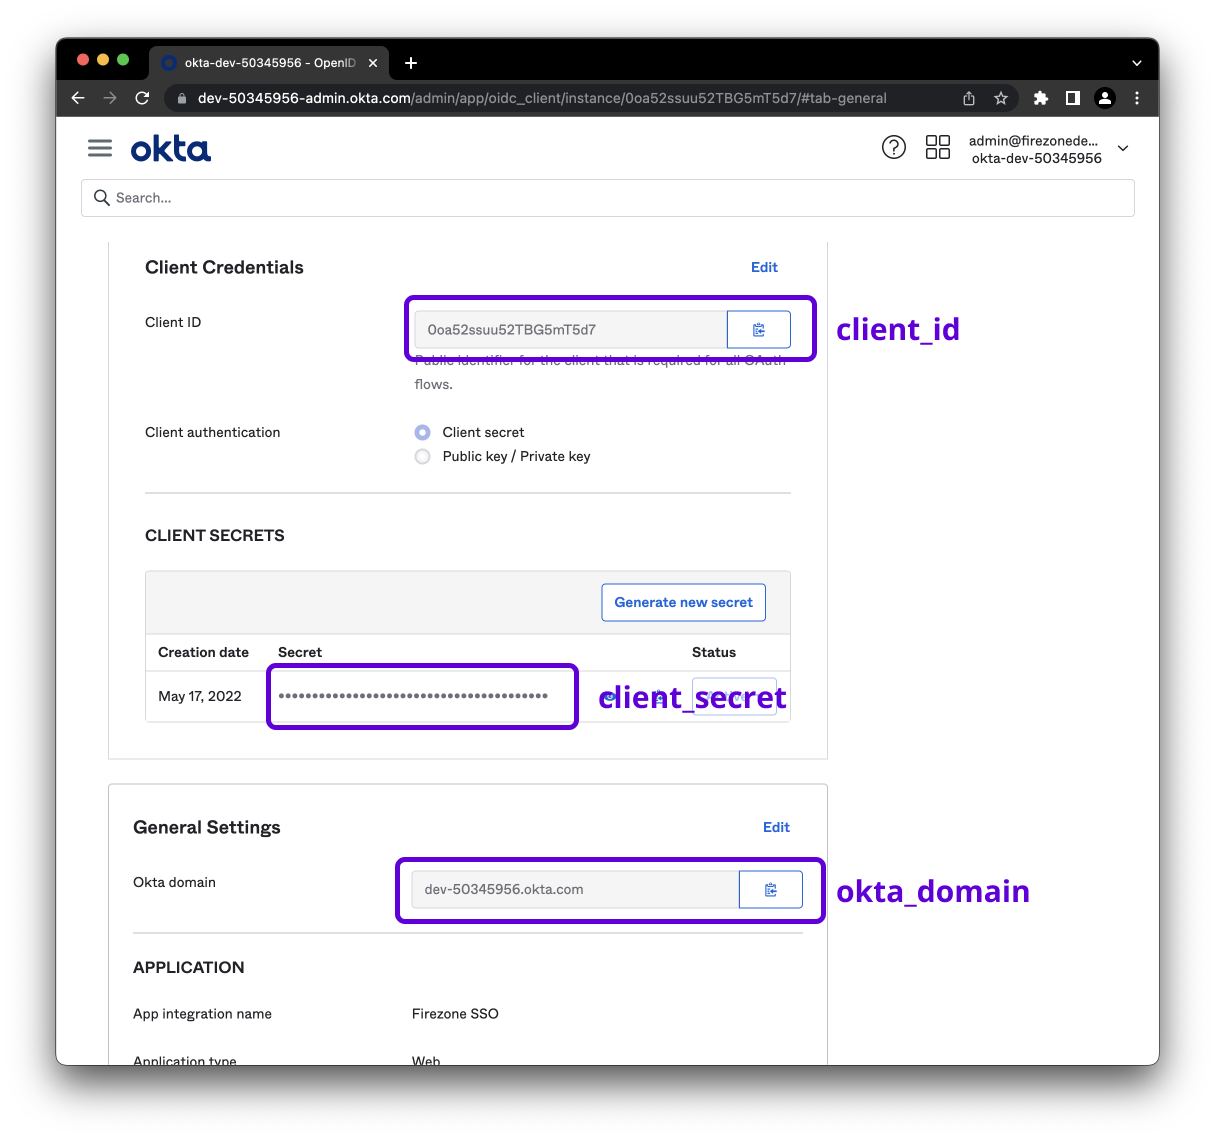 okta-dev-50345956 - OpenID
dev-50345956-admin.okta.com/admin/app/oidc_client/instance/0oa52ssuu52TBG5mT5d7/#tab-general
okta
admin@firezonede...
okta-dev-50345956
Search...
Client Credentials
Edit
Client ID
0oa52ssuu52TBG5mT5d7
client_id
Public identifier for the client that is required for all OAuth
flows.
Client authentication
Client secret
Public key / Private key
CLIENT SECRETS
Generate new secret
Creation date Secret Status
May 17, 2022 •••••••••••••••••••••••••••••••••••••••• client_secret
General Settings
Edit
Okta domain
dev-50345956.okta.com
okta_domain
APPLICATION
App integration name Firezone SSO
Application type Web